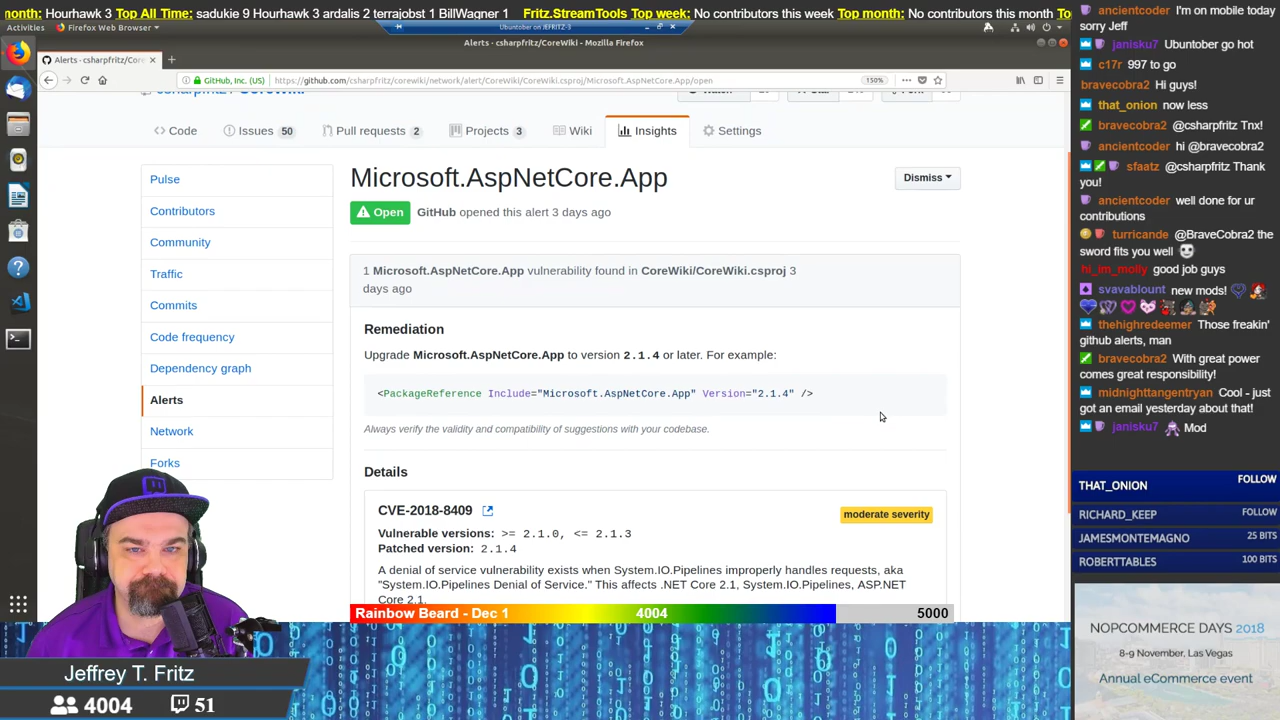 month: Hourhawk 3 Top All Time: sadukie 9 Hourhawk 3 ardalis 2 terrajobst 1 BillWagner 1 Fritz.StreamTools Top week: No contributors this week Top month: No contributors this month To
Activities Firefox Web Browser
Ubuntober on JEFRITZ-3
Alerts · csharpfritz/CoreWiki - Mozilla Firefox
Alerts · csharpfritz/Core
GitHub, Inc. (US) https://github.com/csharpfritz/corewiki/network/alert/CoreWiki/CoreWiki.csproj/Microsoft.AspNetCore.App/open 150%
Code Issues 50 Pull requests 2 Projects 3 Wiki Insights Settings
Pulse
Contributors
Community
Traffic
Commits
Code frequency
Dependency graph
Alerts
Network
Forks
Microsoft.AspNetCore.App
Dismiss
Open GitHub opened this alert 3 days ago
1 Microsoft.AspNetCore.App vulnerability found in CoreWiki/CoreWiki.csproj 3
days ago
Remediation
Upgrade Microsoft.AspNetCore.App to version 2.1.4 or later. For example:
<PackageReference Include="Microsoft.AspNetCore.App" Version="2.1.4" />
Always verify the validity and compatibility of suggestions with your codebase.
Details
CVE-2018-8409
moderate severity
Vulnerable versions: >= 2.1.0, <= 2.1.3
Patched version: 2.1.4
A denial of service vulnerability exists when System.IO.Pipelines improperly handles requests, aka
"System.IO.Pipelines Denial of Service." This affects .NET Core 2.1, System.IO.Pipelines, ASP.NET
Core 2.1.
Rainbow Beard - Dec 1 4004 5000
Jeffrey T. Fritz
4004 51
ancientcoder I'm on mobile today
sorry Jeff
janisku7 Ubuntober go hot
c17r 997 to go
bravecobra2 Hi guys!
that_onion now less
bravecobra2 @csharpfritz Tnx!
ancientcoder hi @bravecobra2
sfaatz @csharpfritz Thank
you!
ancientcoder well done for ur
contributions
turricande @BraveCobra2 the
sword fits you well
hi_im_molly good job guys
svavablount new mods!
thehighredeemer Those freakin'
github alerts, man
bravecobra2 With great power
comes great responsibility!
midnighttangentryan Cool - just
got an email yesterday about that!
janisku7 Mod
THAT_ONION FOLLOW
RICHARD_KEEP FOLLOW
JAMESMONTEMAGNO 25 BITS
ROBERTTABLES 100 BITS
NOPCOMMERCE DAYS 2018
8-9 November, Las Vegas
Annual eCommerce event